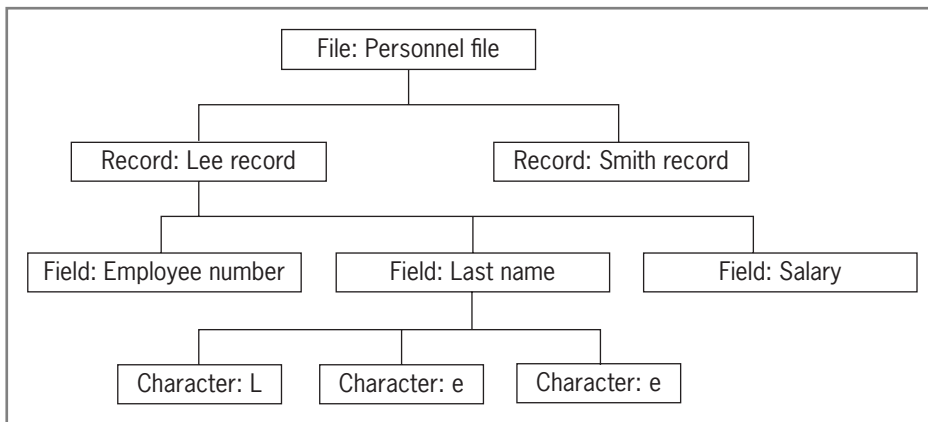 File: Personnel file
Record: Lee record
Record: Smith record
Field: Employee number
Field: Last name
Field: Salary
Character: L
Character: e
Character: e